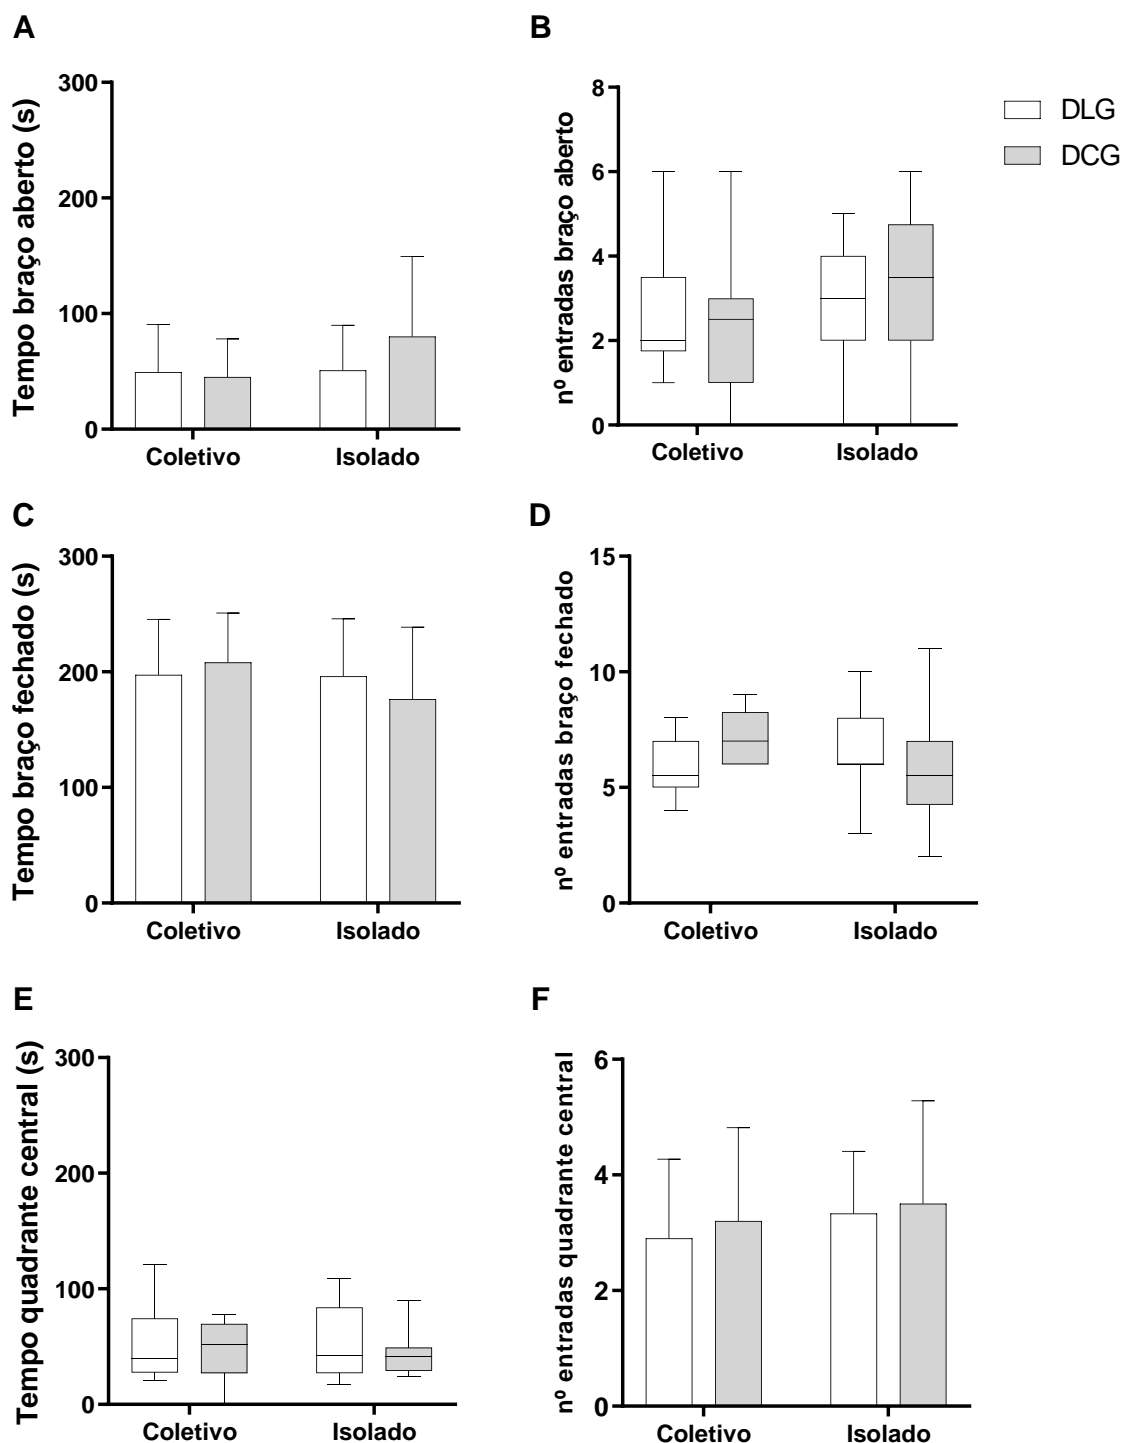 A
Tempo braço aberto (s)
300
200
100
0
Coletivo
Isolado
B
nº entradas braço aberto
8
6
4
2
0
Coletivo
Isolado
DLG
DCG
C
Tempo braço fechado (s)
300
200
100
0
Coletivo
Isolado
D
nº entradas braço fechado
15
10
5
0
Coletivo
Isolado
E
Tempo quadrante central (s)
300
200
100
0
Coletivo
Isolado
F
nº entradas quadrante central
6
4
2
0
Coletivo
Isolado